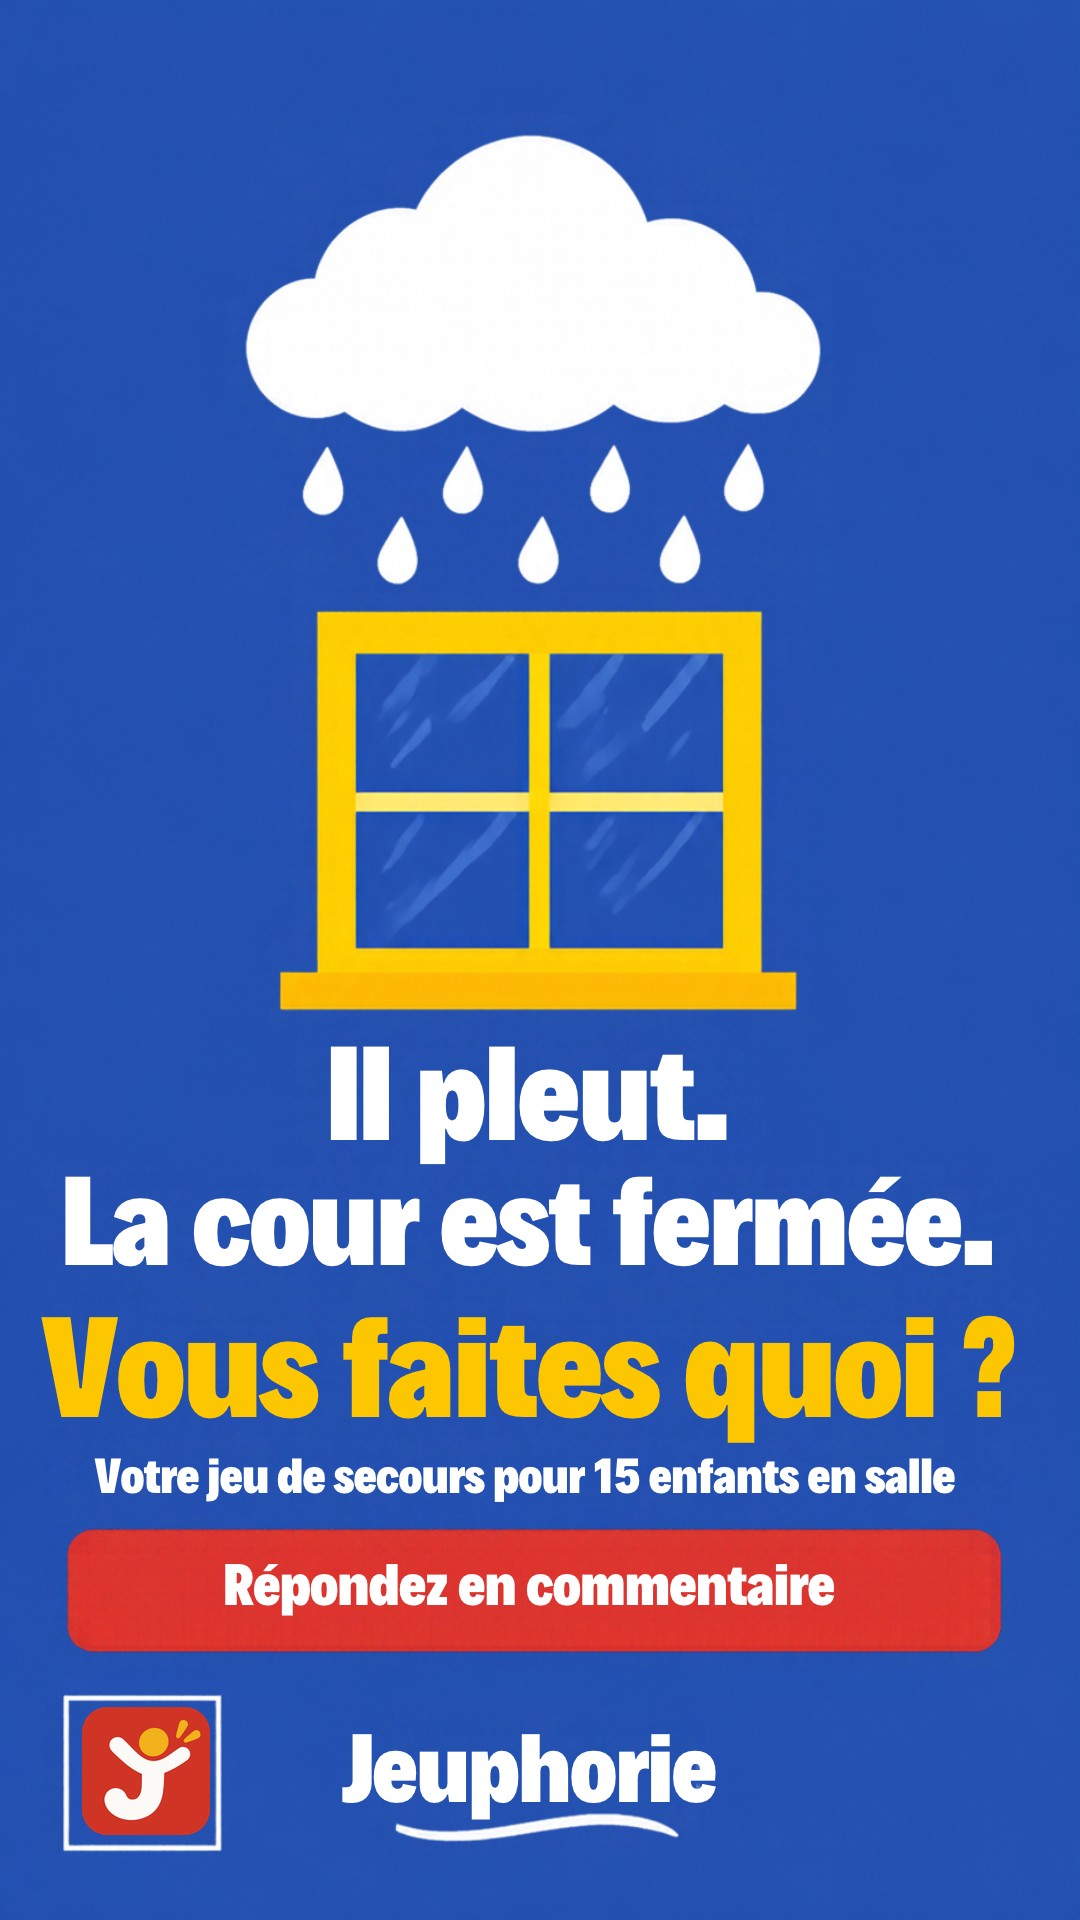 Il pleut.
La cour est fermée.
Vous faites quoi ?
Votre jeu de secours pour 15 enfants en salle
Répondez en commentaire
Jeuphorie